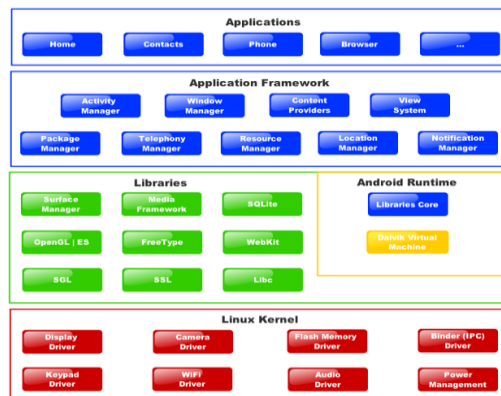 Applications
Home
Contacts
Phone
Browser
...
Application Framework
Activity
Manager
Window
Manager
Content
Providers
View
System
Package
Manager
Telephony
Manager
Resource
Manager
Location
Manager
Notification
Manager
Libraries
Surface
Manager
Media
Framework
SQLite
OpenGL | ES
FreeType
WebKit
SGL
SSL
Libc
Android Runtime
Libraries Core
Dalvik Virtual
Machine
Linux Kernel
Display
Driver
Camera
Driver
Flash Memory
Driver
Binder (IPC)
Driver
Keypad
Driver
WiFi
Driver
Audio
Driver
Power
Management